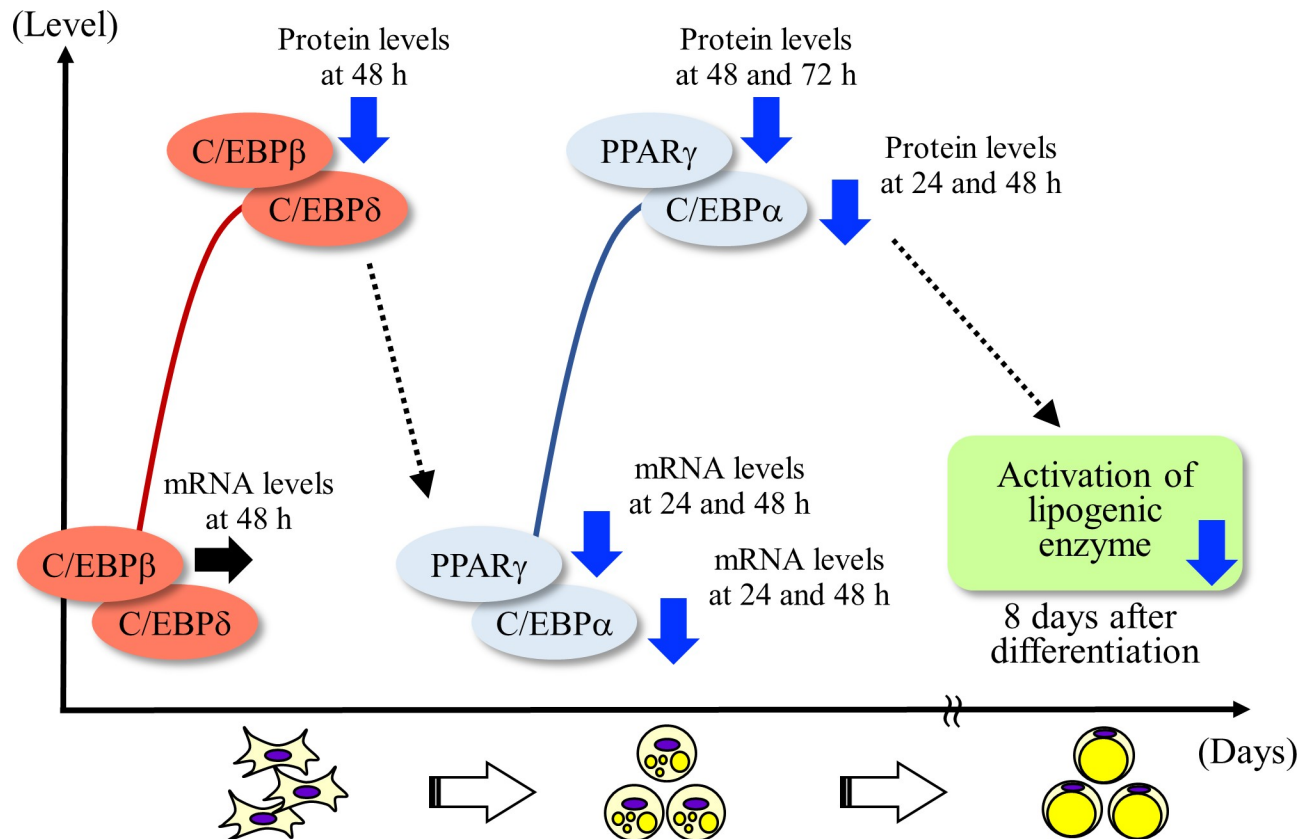 (Level)
Protein levels
at 48 h
C/EBPβ
C/EBPδ
Protein levels
at 48 and 72 h
PPARγ
C/EBPα
Protein levels
at 24 and 48 h
mRNA levels
at 48 h
C/EBPβ
C/EBPδ
mRNA levels
at 24 and 48 h
PPARγ
C/EBPα
mRNA levels
at 24 and 48 h
Activation of
lipogenic
enzyme
8 days after
differentiation
(Days)